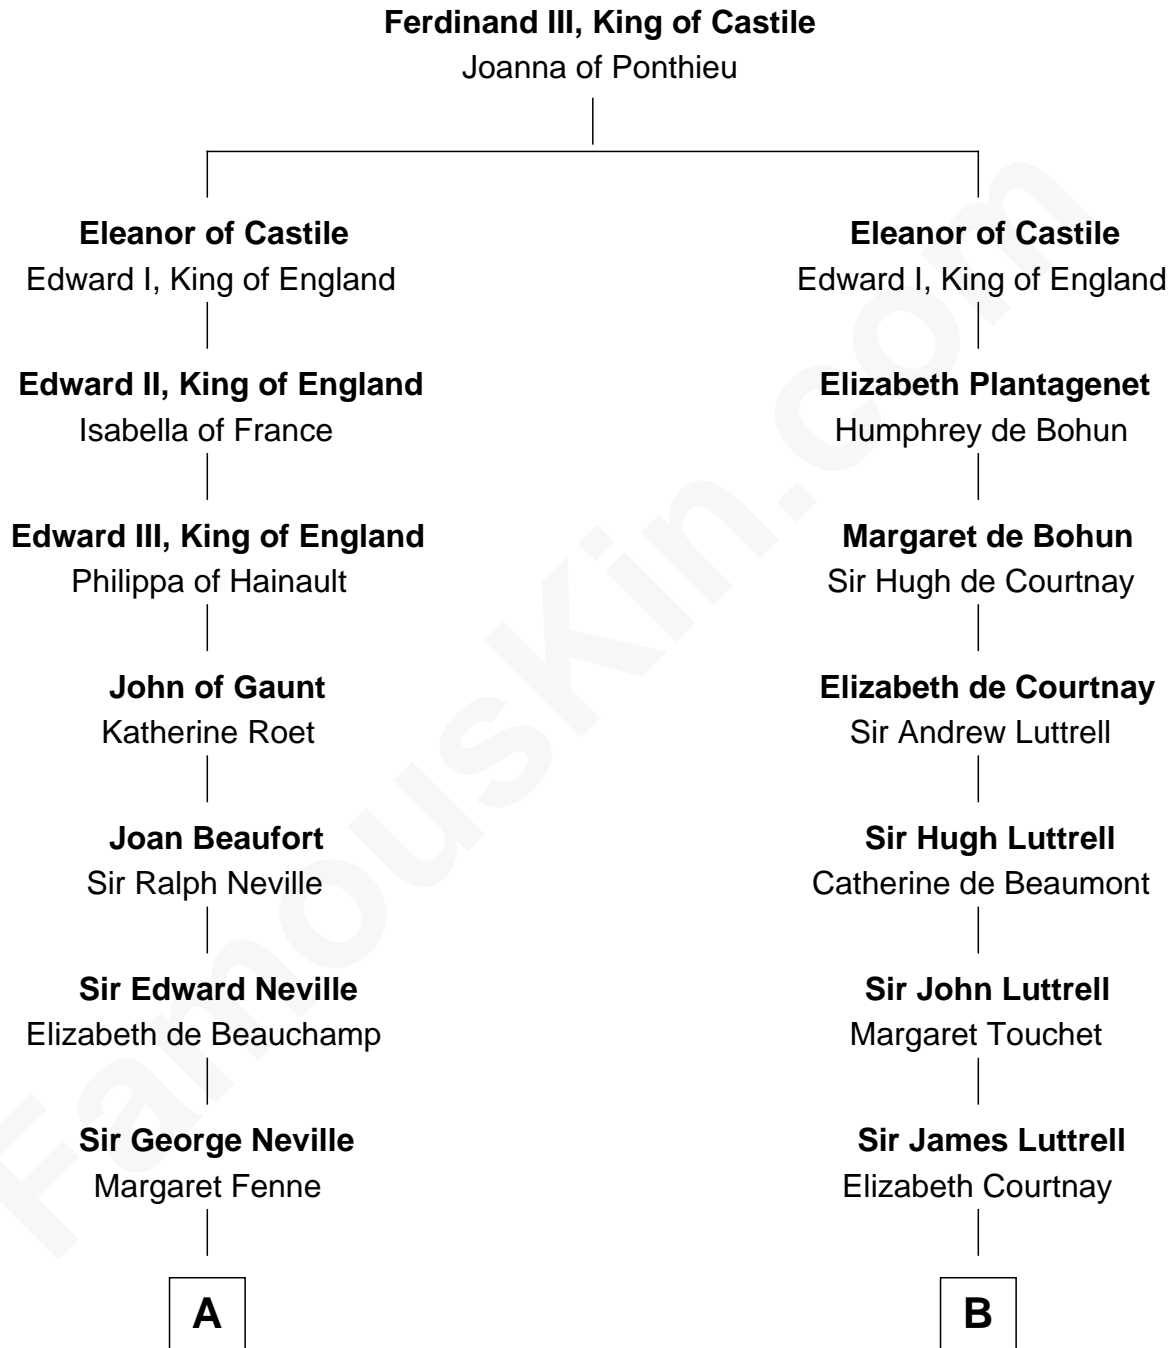 Ferdinand III, King of Castile
Joanna of Ponthieu
Eleanor of Castile
Edward I, King of England
Eleanor of Castile
Edward I, King of England
Edward II, King of England
Isabella of France
Elizabeth Plantagenet
Humphrey de Bohun
Edward III, King of England
Philippa of Hainault
Margaret de Bohun
Sir Hugh de Courtnay
John of Gaunt
Katherine Roet
Elizabeth de Courtnay
Sir Andrew Luttrell
Joan Beaufort
Sir Ralph Neville
Sir Hugh Luttrell
Catherine de Beaumont
Sir Edward Neville
Elizabeth de Beauchamp
Sir John Luttrell
Margaret Touchet
Sir George Neville
Margaret Fenne
Sir James Luttrell
Elizabeth Courtnay
A
B
FamousKin.com